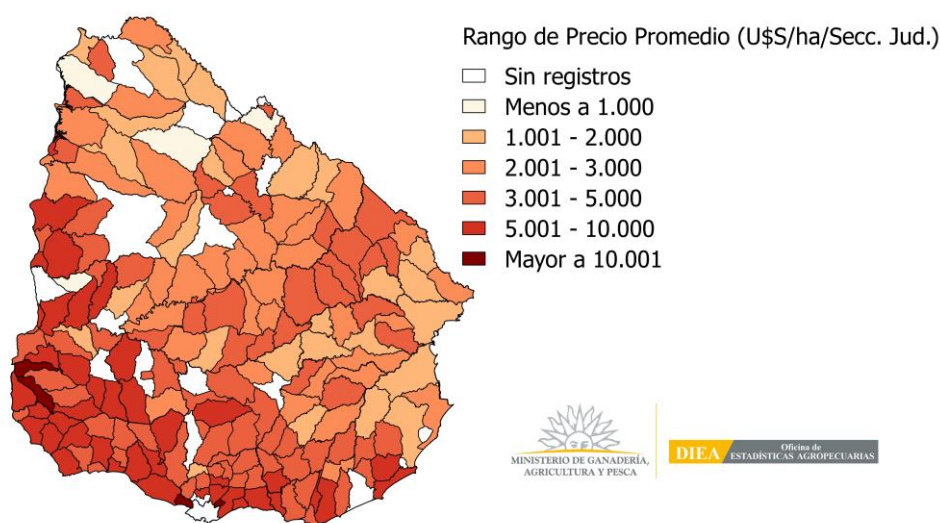 Rango de Precio Promedio (U$S/ha/Secc. Jud.)
Sin registros
Menos a 1.000
1.001 - 2.000
2.001 - 3.000
3.001 - 5.000
5.001 - 10.000
Mayor a 10.001
MINISTERIO DE GANADERÍA,
AGRICULTURA Y PESCA
DIEA
Oficina de
ESTADÍSTICAS AGROPECUARIAS